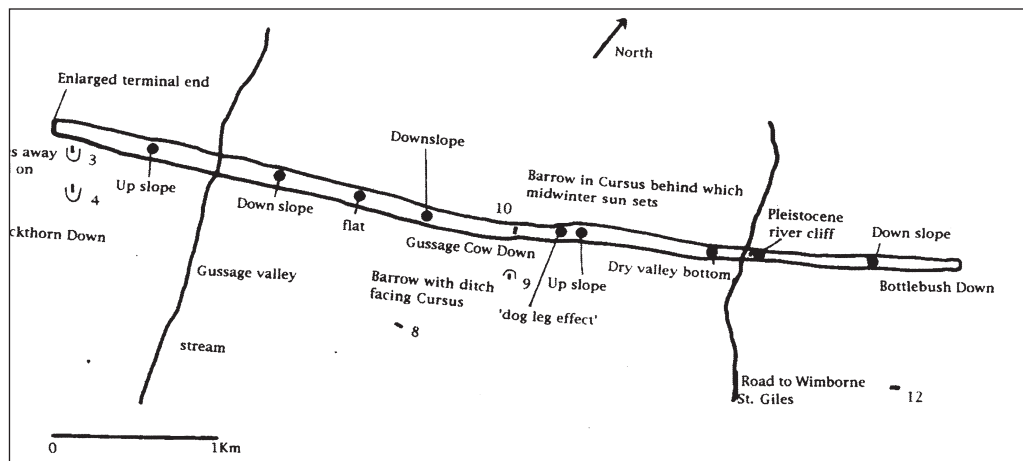 North
Enlarged terminal end
Downslope
s away
on
3
4
Up slope
Down slope
flat
10
Barrow in Cursus behind which
midwinter sun sets
Pleistocene
river cliff
Down slope
ckthorn Down
Gussage Cow Down
Dry valley bottom
Bottlebush Down
Gussage valley
Barrow with ditch
facing Cursus
9
Up slope
'dog leg effect'
8
stream
Road to Wimborne
St. Giles
12
0
1Km